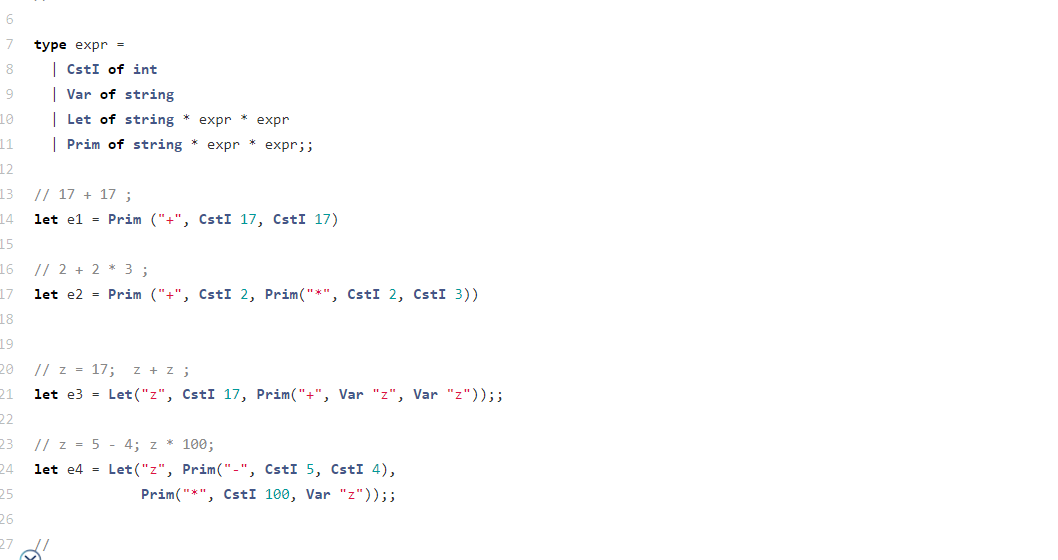 6
7 type expr =
8 | CstI of int
9 | Var of string
10 | Let of string * expr * expr
11 | Prim of string * expr * expr;;
12
13 // 17 + 17 ;
14 let e1 = Prim ("+", CstI 17, CstI 17)
15
16 // 2 + 2 * 3 ;
17 let e2 = Prim ("+", CstI 2, Prim("*", CstI 2, CstI 3))
18
19
20 // z = 17;  z + z ;
21 let e3 = Let("z", CstI 17, Prim("+", Var "z", Var "z"));;
22
23 // z = 5 - 4; z * 100;
24 let e4 = Let("z", Prim("-", CstI 5, CstI 4),
25 Prim("*", CstI 100, Var "z"));;
26
27 //